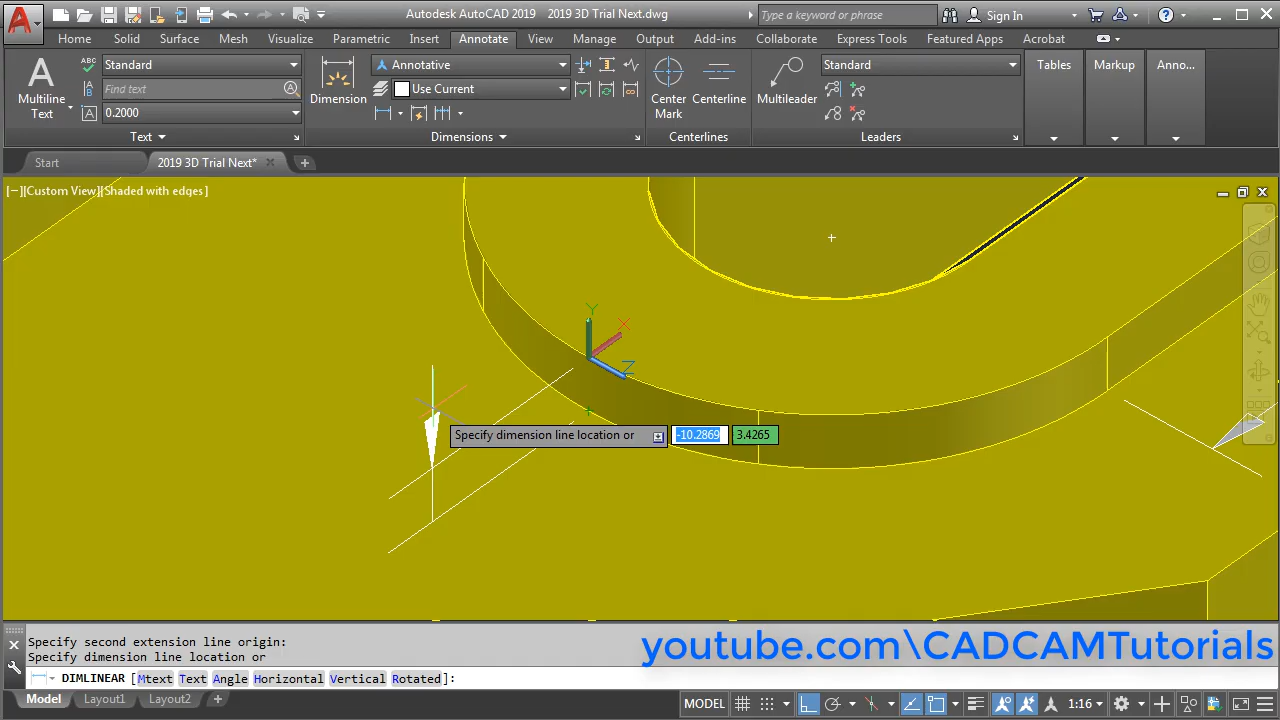 Autodesk AutoCAD 2019 2019 3D Trial Next.dwg
Type a keyword or phrase
Sign In
Home Solid Surface Mesh Visualize Parametric Insert Annotate View Manage Output Add-ins Collaborate Express Tools Featured Apps Acrobat
A
Multiline
Text
ABC
Standard
Find text
0.2000
Text
Dimension
Annotative
Use Current
Dimensions
Center
Mark
Centerline
Centerlines
Multileader
Standard
Leaders
Tables
Markup
Anno...
Start
2019 3D Trial Next*
[−][Custom View][Shaded with edges]
Y
X
Z
Specify dimension line location or
-10.2869
3.4265
Specify second extension line origin:
Specify dimension line location or
DIMLINEAR [Mtext Text Angle Horizontal Vertical Rotated]:
youtube.com\CADCAMTutorials
Model Layout1 Layout2 +
MODEL
1:16